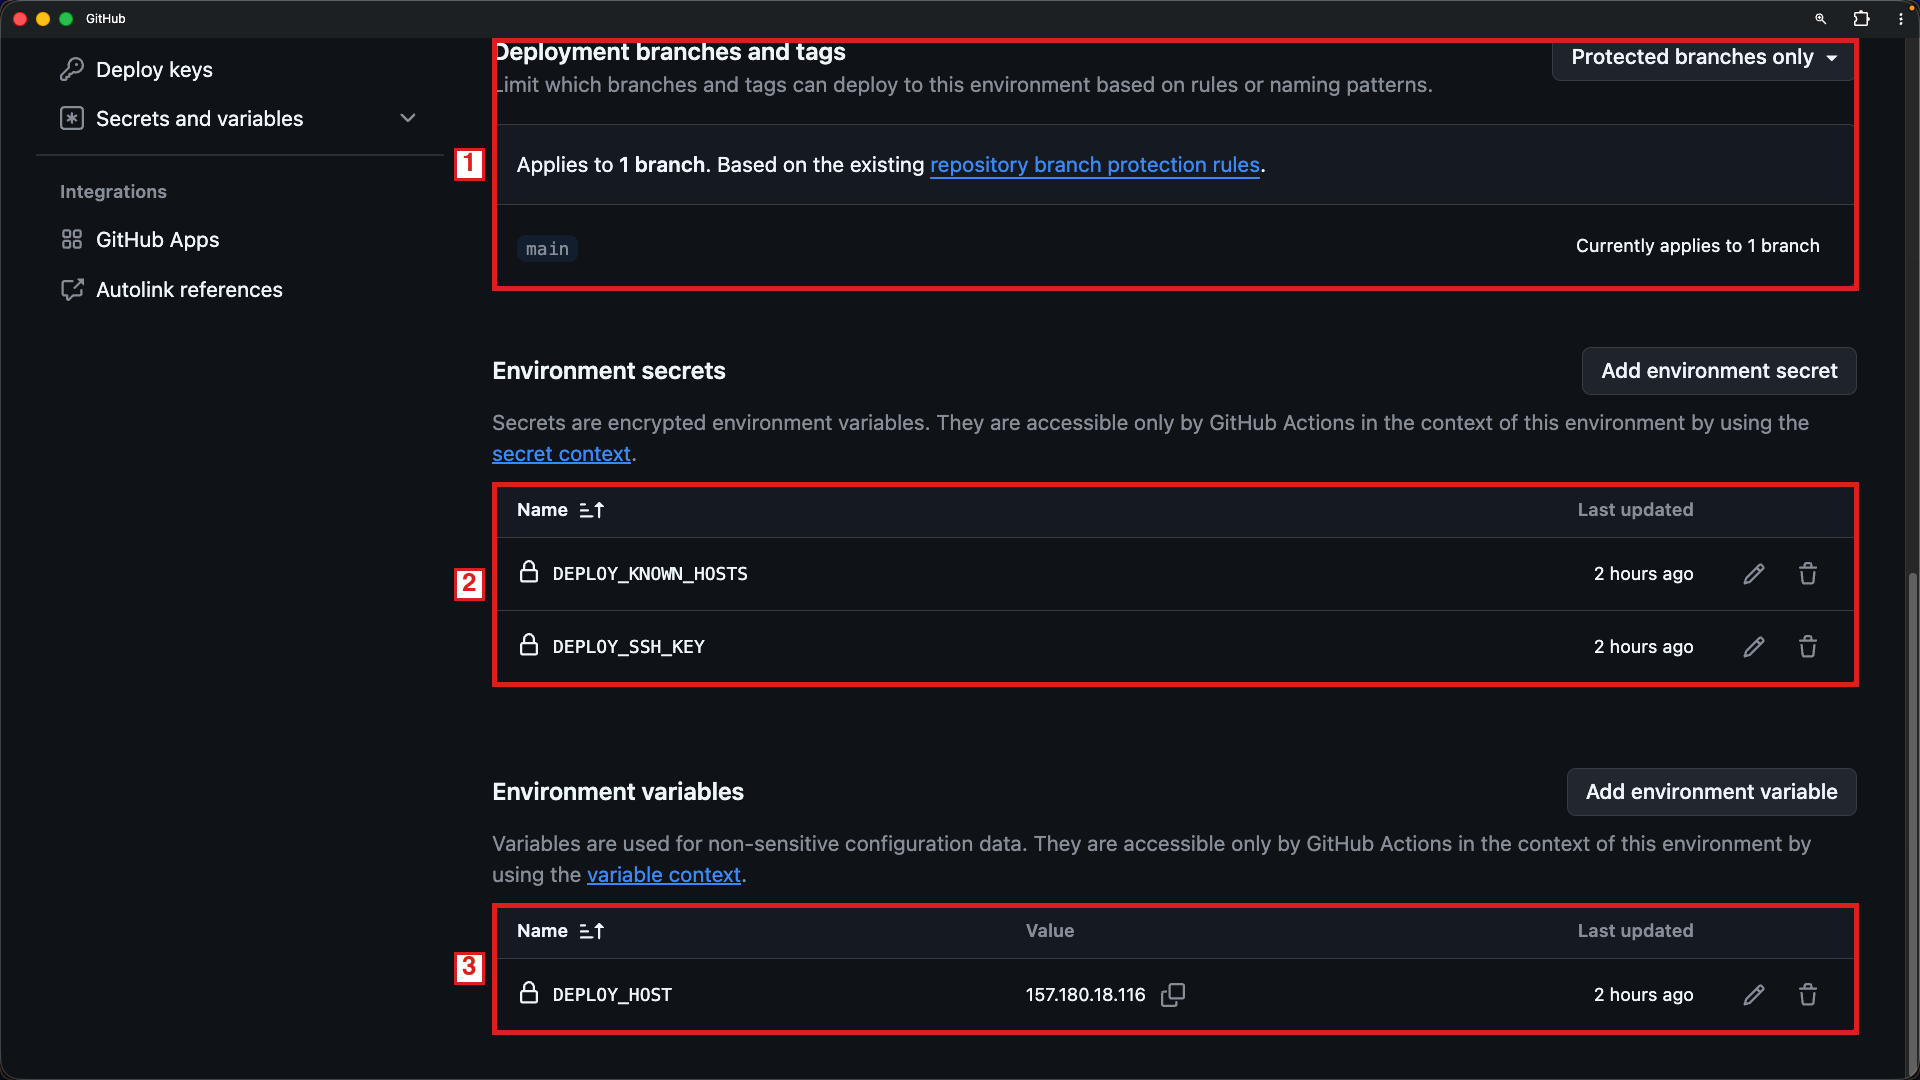 GitHub
Deploy keys
Secrets and variables
Integrations
GitHub Apps
Autolink references
Deployment branches and tags
Limit which branches and tags can deploy to this environment based on rules or naming patterns.
Protected branches only
1
Applies to 1 branch. Based on the existing repository branch protection rules.
main
Currently applies to 1 branch
Environment secrets
Add environment secret
Secrets are encrypted environment variables. They are accessible only by GitHub Actions in the context of this environment by using the
secret context.
2
Name
Last updated
DEPLOY_KNOWN_HOSTS
2 hours ago
DEPLOY_SSH_KEY
2 hours ago
Environment variables
Add environment variable
Variables are used for non-sensitive configuration data. They are accessible only by GitHub Actions in the context of this environment by
using the variable context.
3
Name
Value
Last updated
DEPLOY_HOST
157.180.18.116
2 hours ago